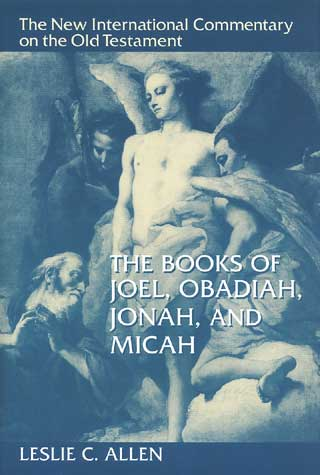 The New International Commentary
on the Old Testament
THE BOOKS OF
JOEL, OBADIAH,
JONAH, AND
MICAH
LESLIE C. ALLEN